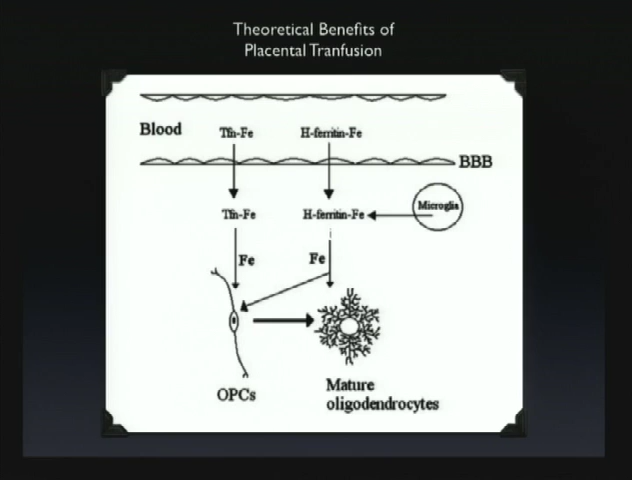 Theoretical Benefits of
Placental Tranfusion
Blood
Tfn-Fe
H-ferritin-Fe
BBB
Tfn-Fe
H-ferritin-Fe
Microglia
Fe
Fe
OPCs
Mature
oligodendrocytes